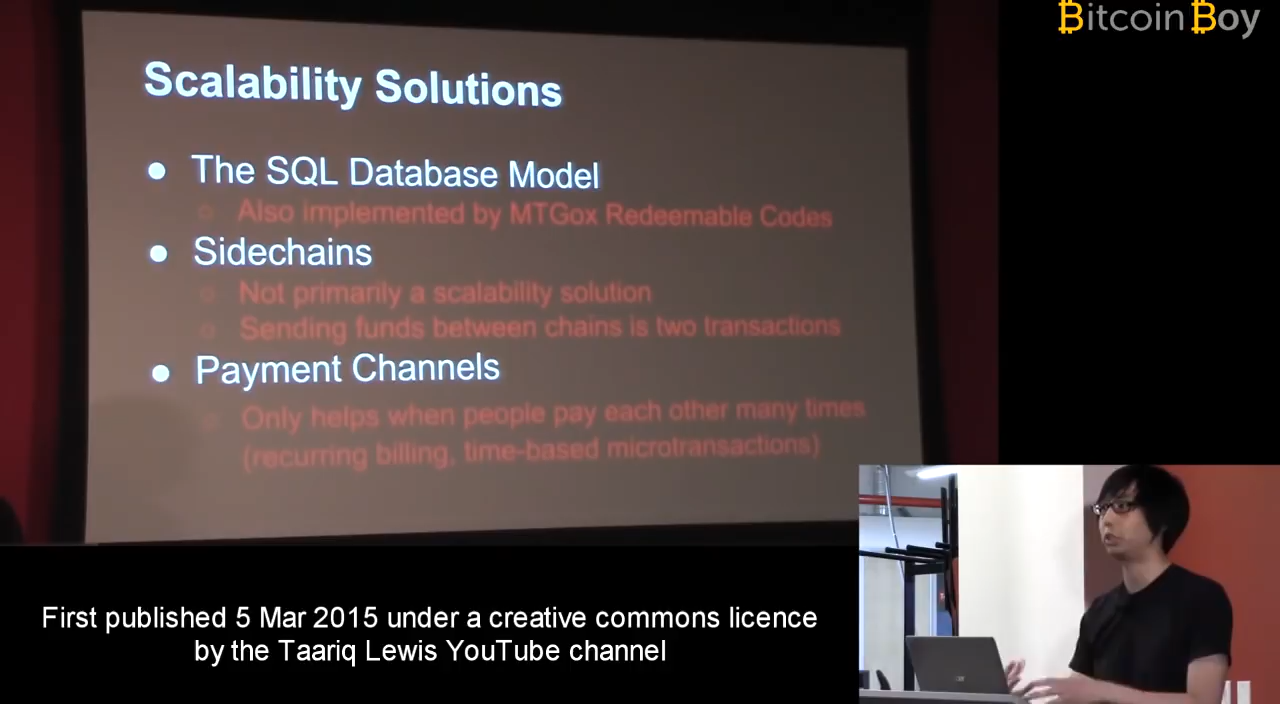 Bitcoin Boy
Scalability Solutions
● The SQL Database Model
○ Also implemented by MTGox Redeemable Codes
● Sidechains
○ Not primarily a scalability solution
○ Sending funds between chains is two transactions
● Payment Channels
○ Only helps when people pay each other many times
(recurring billing, time-based microtransactions)
First published 5 Mar 2015 under a creative commons licence
by the Taariq Lewis YouTube channel